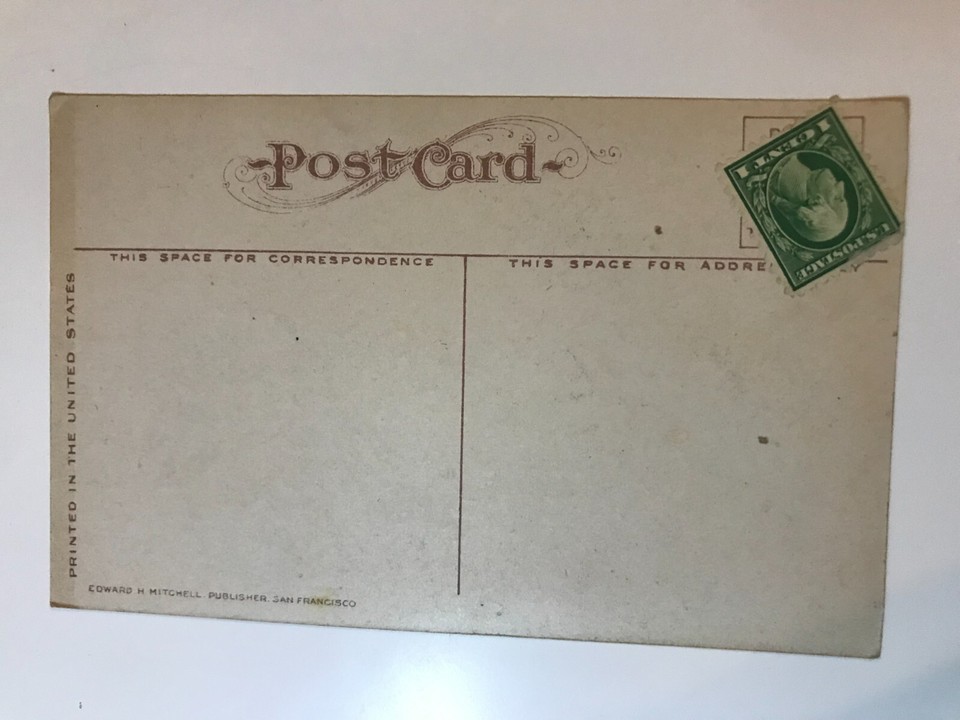 Post Card
THIS SPACE FOR CORRESPONDENCE
THIS SPACE FOR ADDRE Y
1 CENT 1
U.S. POSTAGE
PRINTED IN THE UNITED STATES
EDWARD H MITCHELL. PUBLISHER. SAN FRANCISCO